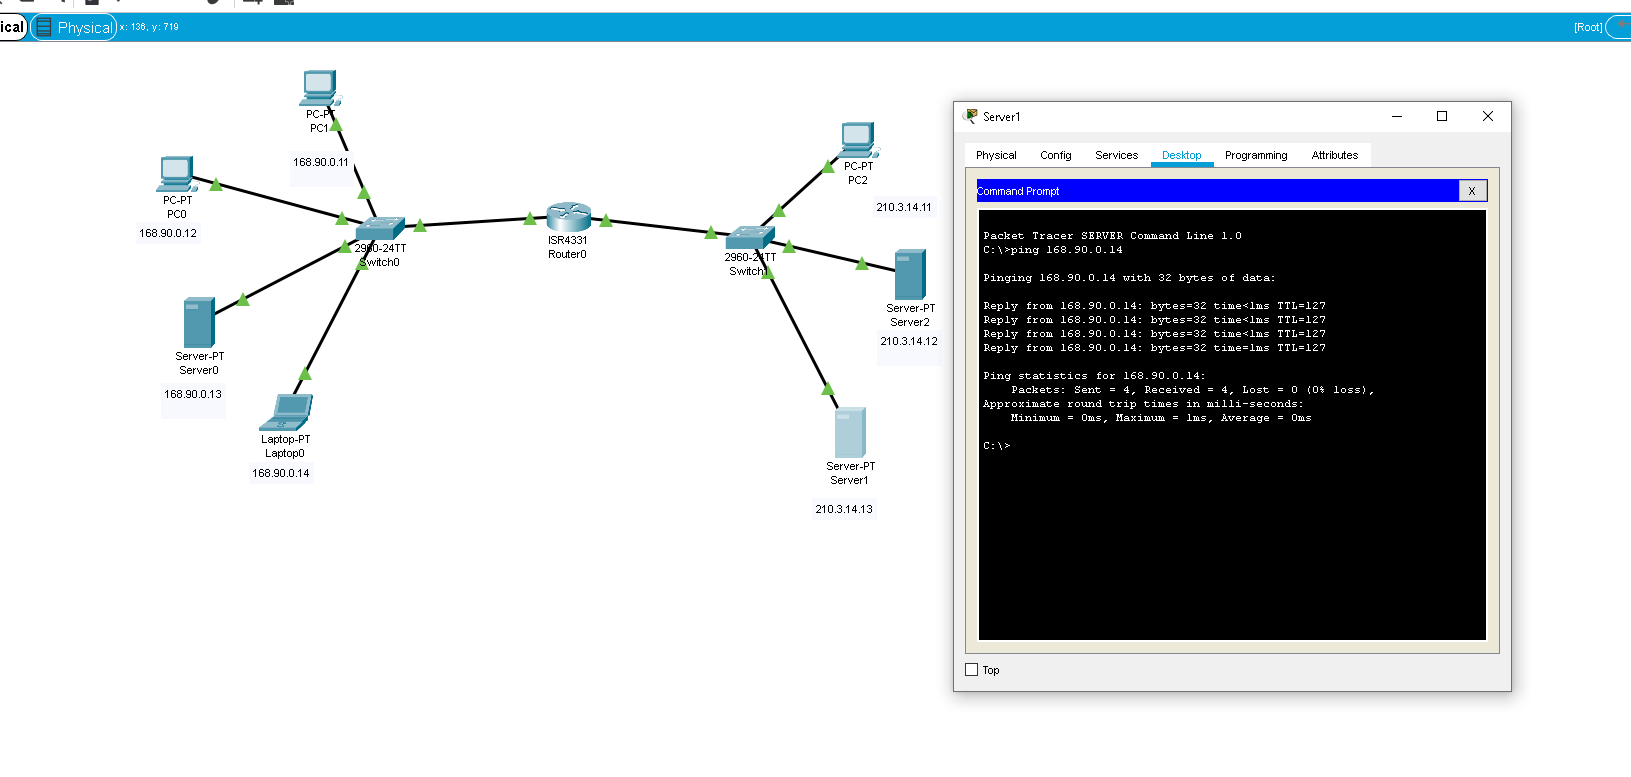 ical Physical x: 136, y: 719 [Root]
PC-PT
PC1
168.90.0.11
PC-PT
PC0
168.90.0.12
2960-24TT
Switch0
Server-PT
Server0
168.90.0.13
Laptop-PT
Laptop0
168.90.0.14
ISR4331
Router0
PC-PT
PC2
210.3.14.11
2960-24TT
Switch1
Server-PT
Server2
210.3.14.12
Server-PT
Server1
210.3.14.13
Server1
Physical Config Services Desktop Programming Attributes
Command Prompt X
Packet Tracer SERVER Command Line 1.0
C:\>ping 168.90.0.14
Pinging 168.90.0.14 with 32 bytes of data:
Reply from 168.90.0.14: bytes=32 time<1ms TTL=127
Reply from 168.90.0.14: bytes=32 time<1ms TTL=127
Reply from 168.90.0.14: bytes=32 time<1ms TTL=127
Reply from 168.90.0.14: bytes=32 time=1ms TTL=127
Ping statistics for 168.90.0.14:
Packets: Sent = 4, Received = 4, Lost = 0 (0% loss),
Approximate round trip times in milli-seconds:
Minimum = 0ms, Maximum = 1ms, Average = 0ms
C:\>
Top